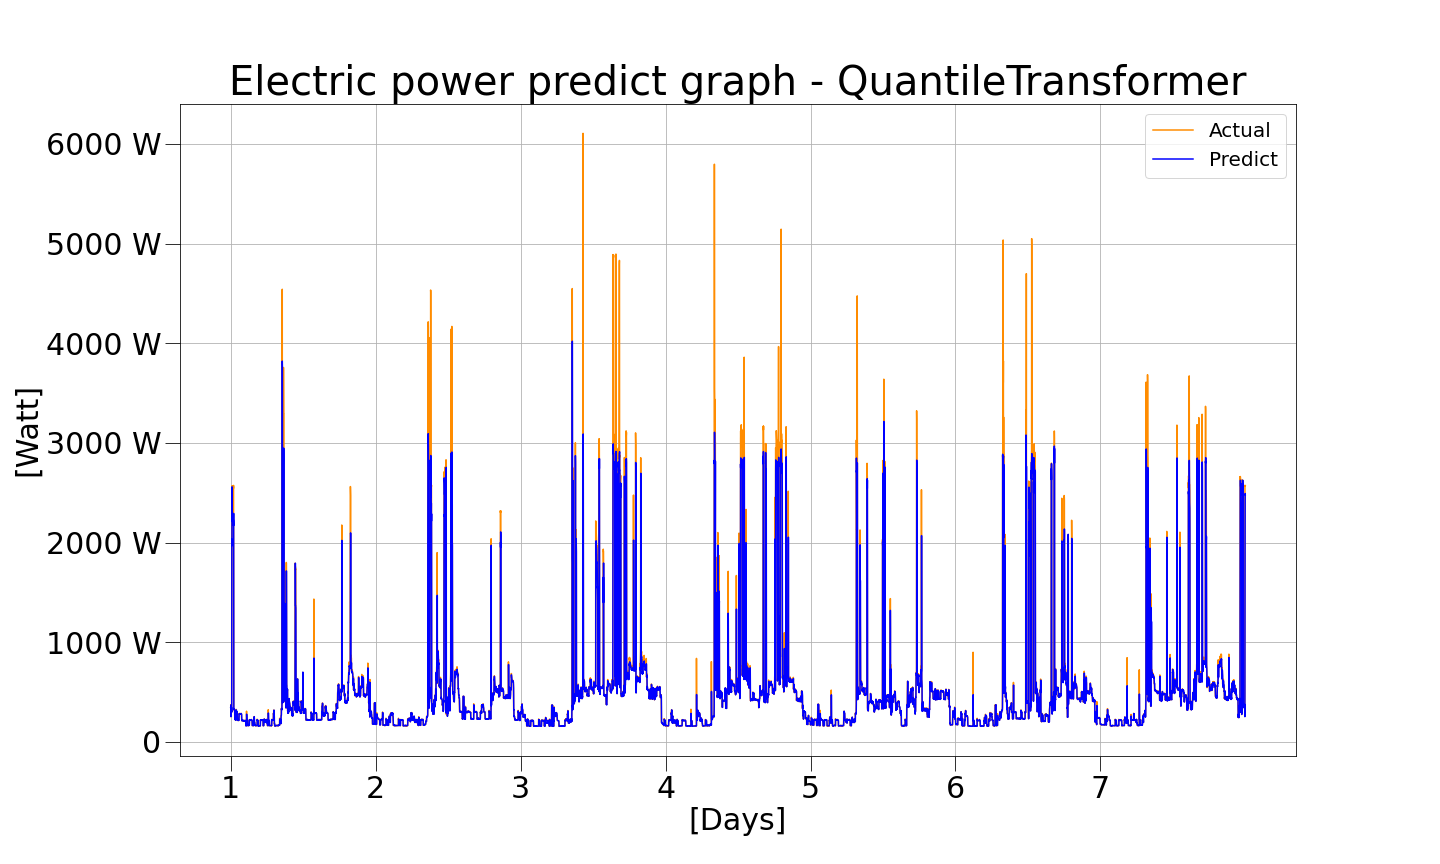 Electric power predict graph - QuantileTransformer
6000 W
5000 W
4000 W
3000 W
2000 W
1000 W
0
[Watt]
Actual
Predict
1 2 3 4 5 6 7
[Days]